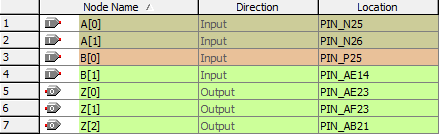 Node Name Direction Location
1 A[0] Input PIN_N25
2 A[1] Input PIN_N26
3 B[0] Input PIN_P25
4 B[1] Input PIN_AE14
5 Z[0] Output PIN_AE23
6 Z[1] Output PIN_AF23
7 Z[2] Output PIN_AB21